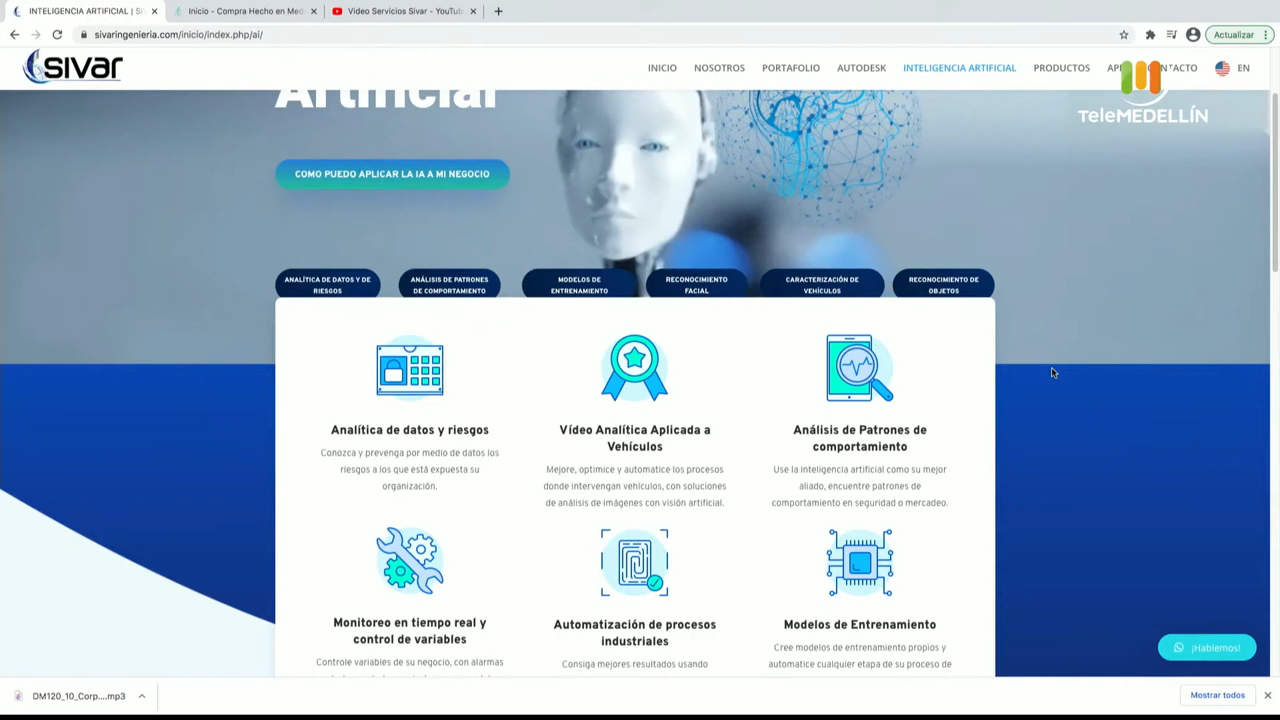 INTELIGENCIA ARTIFICIAL | S
Inicio - Compra Hecho en Med
Video Servicios Sivar - YouTub
sivaringenieria.com/inicio/index.php/ai/
Actualizar
SIVAR
INICIO
NOSOTROS
PORTAFOLIO
AUTODESK
INTELIGENCIA ARTIFICIAL
PRODUCTOS
EN
TeleMEDELLÍN
Artificial
COMO PUEDO APLICAR LA IA A MI NEGOCIO
ANALÍTICA DE DATOS Y DE
RIESGOS
ANÁLISIS DE PATRONES
DE COMPORTAMIENTO
MODELOS DE
ENTRENAMIENTO
RECONOCIMIENTO
FACIAL
CARACTERIZACIÓN DE
VEHÍCULOS
RECONOCIMIENTO DE
OBJETOS
Analítica de datos y riesgos
Conozca y prevenga por medio de datos los
riesgos a los que está expuesta su
organización.
Vídeo Analítica Aplicada a
Vehículos
Mejore, optimice y automatice los procesos
donde intervengan vehículos, con soluciones
de análisis de imágenes con visión artificial.
Análisis de Patrones de
comportamiento
Use la inteligencia artificial como su mejor
aliado, encuentre patrones de
comportamiento en seguridad o mercadeo.
Monitoreo en tiempo real y
control de variables
Controle variables de su negocio, con alarmas
Automatización de procesos
industriales
Consiga mejores resultados usando
Modelos de Entrenamiento
Cree modelos de entrenamiento propios y
automatice cualquier etapa de su proceso de
¡Hablemos!
DM120_10_Corp....mp3
Mostrar todos